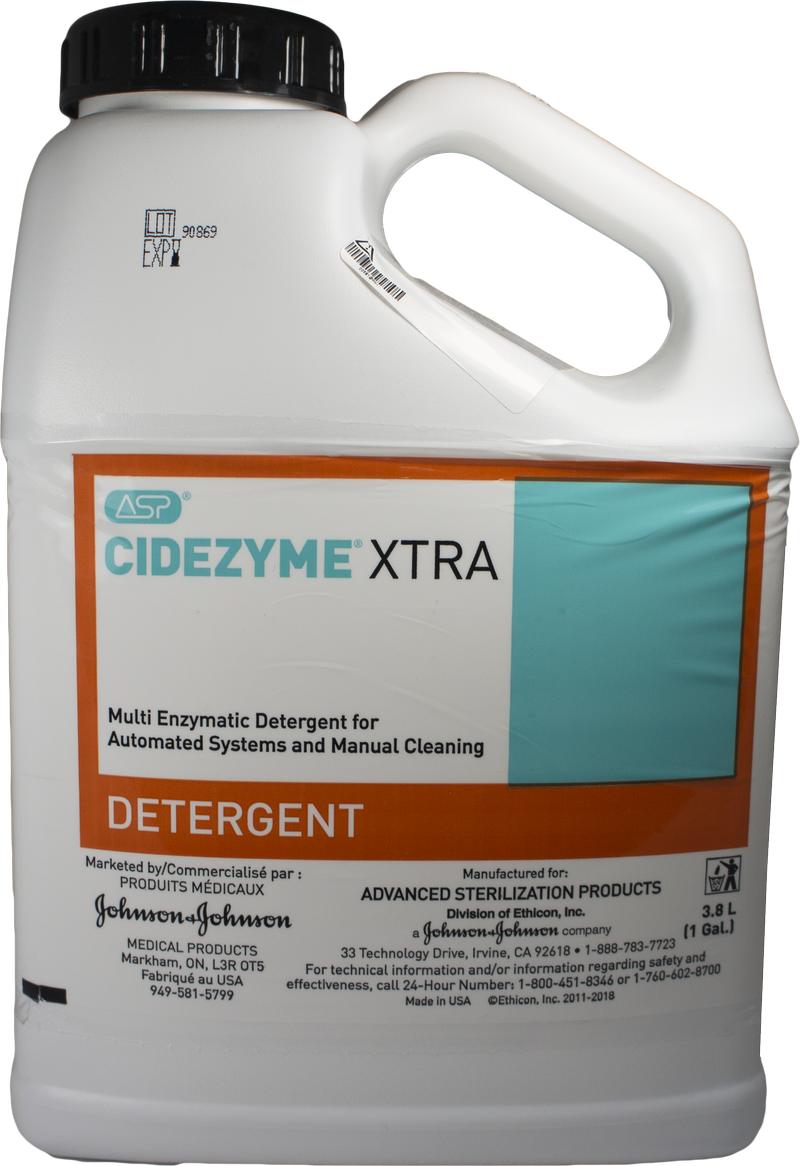 LOT 90869
EXP
ASP®
CIDEZYME® XTRA
Multi Enzymatic Detergent for
Automated Systems and Manual Cleaning
DETERGENT
Marketed by/Commercialisé par :
PRODUITS MÉDICAUX
Johnson+Johnson
MEDICAL PRODUCTS
Markham, ON, L3R OT5
Fabriqué au USA
949-581-5799
Manufactured for:
ADVANCED STERILIZATION PRODUCTS
Division of Ethicon, Inc.
a Johnson+Johnson company
33 Technology Drive, Irvine, CA 92618 • 1-888-783-7723
For technical information and/or information regarding safety and
effectiveness, call 24-Hour Number: 1-800-451-8346 or 1-760-602-8700
Made in USA ©Ethicon, Inc. 2011-2018
3.8 L
(1 Gal.)